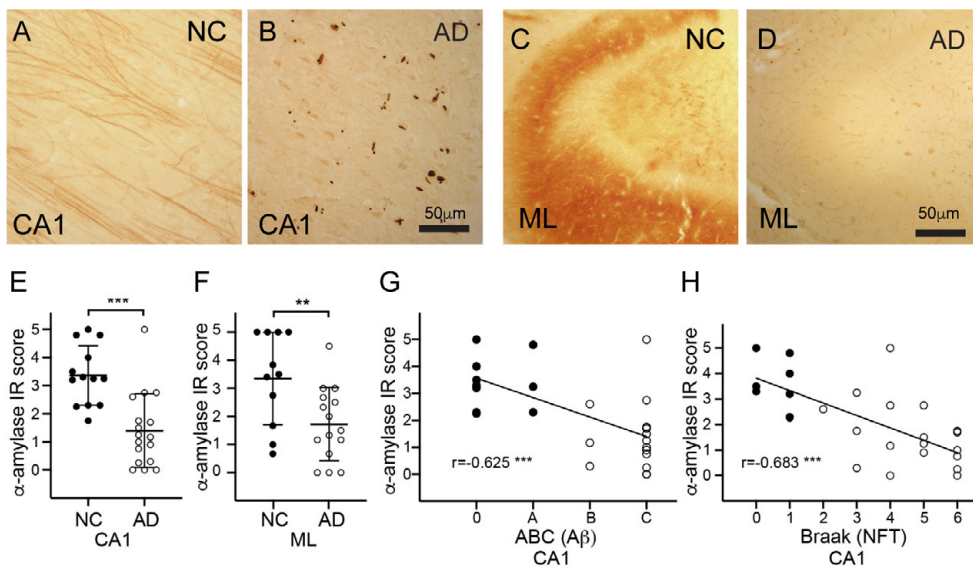 A NC
CA1
B AD
CA1
50μm
C NC
ML
D AD
ML
50μm
E
***
α-amylase IR score
5
4
3
2
1
0
NC AD
CA1
F
**
α-amylase IR score
5
4
3
2
1
0
NC AD
ML
G
α-amylase IR score
5
4
3
2
1
0
r=-0.625 ***
0 A B C
ABC (Aβ)
CA1
H
α-amylase IR score
5
4
3
2
1
0
r=-0.683 ***
0 1 2 3 4 5 6
Braak (NFT)
CA1